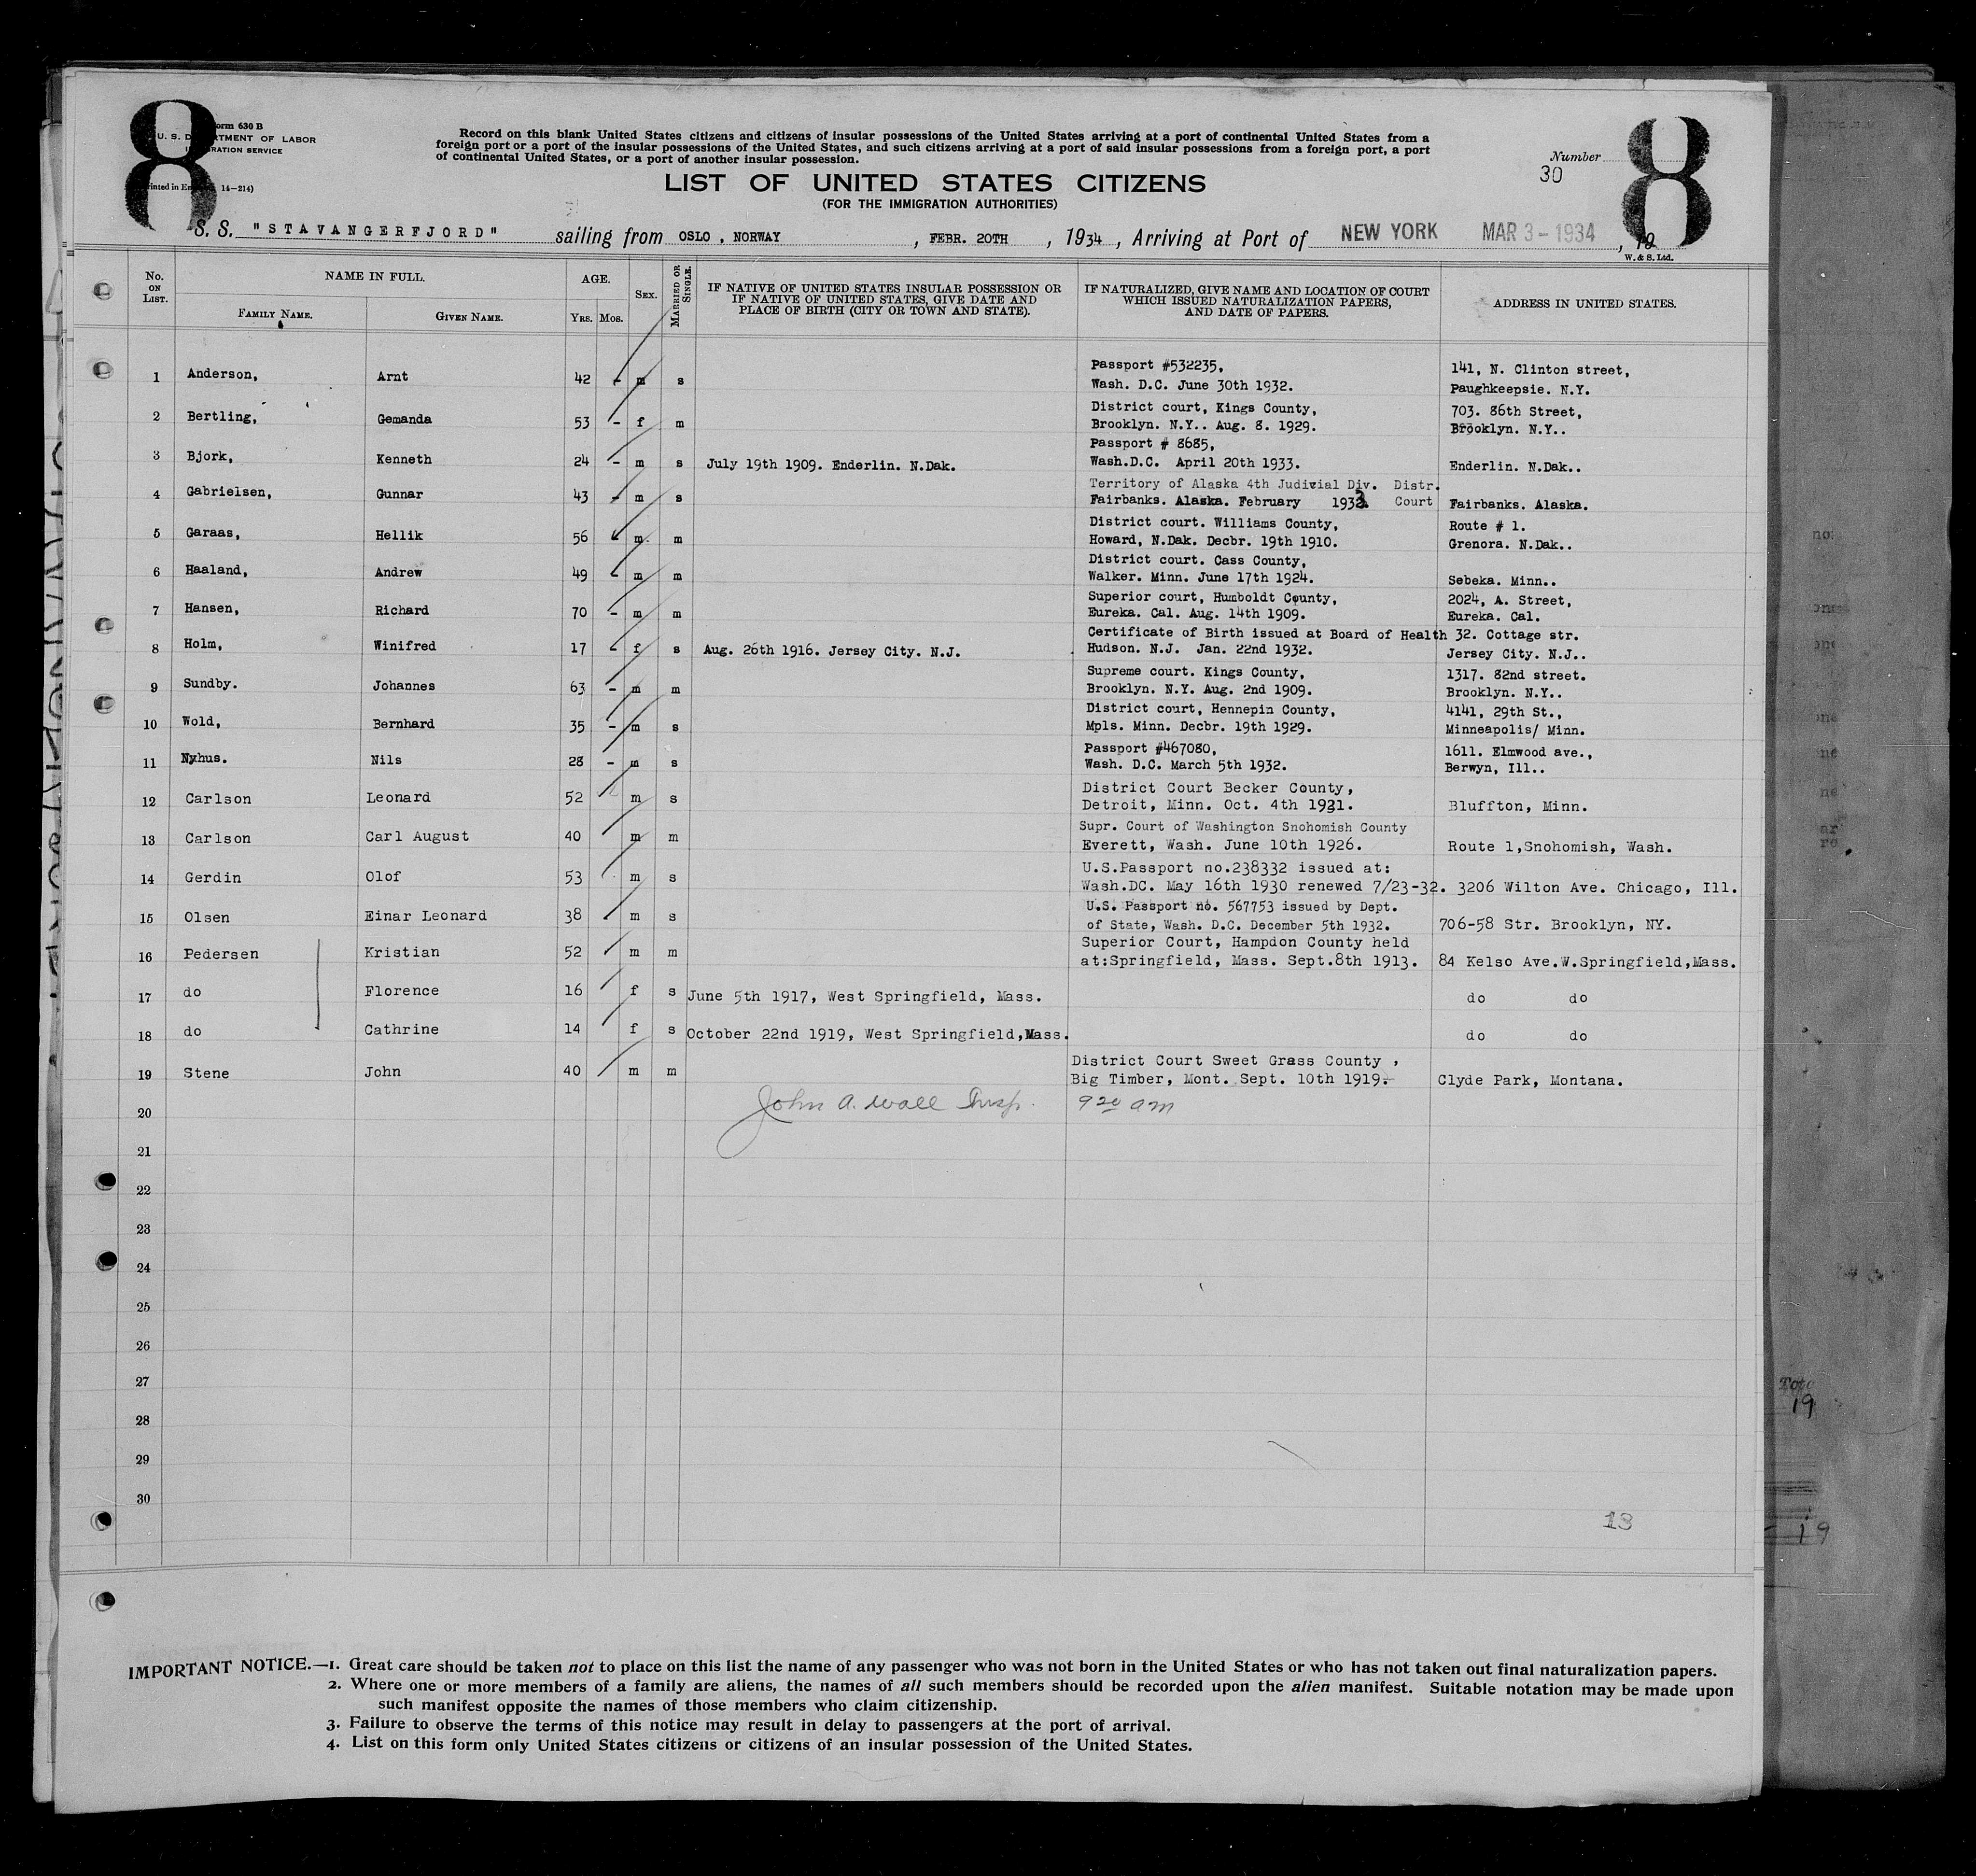 8
Form 630 B
U. S. DEPARTMENT OF LABOR
IMMIGRATION SERVICE
14—214)
Record on this blank United States citizens and citizens of insular possessions of the United States arriving at a port of continental United States from a
foreign port or a port of the insular possessions of the United States, and such citizens arriving at a port of said insular possessions from a foreign port, a port
of continental United States, or a port of another insular possession.
Number
30
8
LIST OF UNITED STATES CITIZENS
(FOR THE IMMIGRATION AUTHORITIES)
S. S. "STAVANGERFJORD" sailing from OSLO , NORWAY , FEBR. 20TH , 1934 , Arriving at Port of NEW YORK MAR 3 – 1934 , 19
W. & S. Ltd.
No. ON LIST. NAME IN FULL. AGE. SEX. MARRIED OR SINGLE. IF NATIVE OF UNITED STATES INSULAR POSSESSION OR IF NATIVE OF UNITED STATES, GIVE DATE AND PLACE OF BIRTH (CITY OR TOWN AND STATE). IF NATURALIZED, GIVE NAME AND LOCATION OF COURT WHICH ISSUED NATURALIZATION PAPERS, AND DATE OF PAPERS. ADDRESS IN UNITED STATES.
FAMILY NAME. GIVEN NAME. YRS. MOS.
1 Anderson, Arnt 42 - m s Passport #532235, 141, N. Clinton street,
Wash. D.C. June 30th 1932. Paughkeepsie. N.Y.
2 Bertling, Gemanda 53 - f m District court, Kings County, 703. 86th Street,
Brooklyn. N.Y.. Aug. 8. 1929. Brooklyn. N.Y..
3 Bjork, Kenneth 24 - m s July 19th 1909. Enderlin. N.Dak. Passport # 8685,
Wash.D.C. April 20th 1933. Enderlin. N.Dak..
4 Gabrielsen, Gunnar 43 - m s Territory of Alaska 4th Judicial Div. Distr.
Fairbanks. Alaska. February 1933 Court Fairbanks. Alaska.
5 Garaas, Hellik 56 - m. m District court. Williams County, Route # 1.
Howard, N.Dak. Decbr. 19th 1910. Grenora. N.Dak..
6 Haaland, Andrew 49 - m m District court. Cass County,
Walker. Minn. June 17th 1924. Sebeka. Minn..
7 Hansen, Richard 70 - m m Superior court, Humboldt County, 2024, A. Street,
Eureka. Cal. Aug. 14th 1909. Eureka. Cal.
8 Holm, Winifred 17 - f s Aug. 26th 1916. Jersey City. N.J. Certificate of Birth issued at Board of Health 32. Cottage str.
Hudson. N.J. Jan. 22nd 1932. Jersey City. N.J..
9 Sundby. Johannes 63 - m m Supreme court. Kings County, 1317. 82nd street.
Brooklyn. N.Y. Aug. 2nd 1909. Brooklyn. N.Y..
10 Wold, Bernhard 35 - m s District court, Hennepin County, 4141, 29th St.,
Mpls. Minn. Decbr. 19th 1929. Minneapolis/ Minn.
11 Nyhus. Nils 28 - m s Passport #467080, 1611. Elmwood ave.,
Wash. D.C. March 5th 1932. Berwyn, Ill..
12 Carlson Leonard 52 m s District Court Becker County,
Detroit, Minn. Oct. 4th 1921. Bluffton, Minn.
13 Carlson Carl August 40 m m Supr. Court of Washington Snohomish County
Everett, Wash. June 10th 1926. Route 1,Snohomish, Wash.
14 Gerdin Olof 53 m s U.S.Passport no.238332 issued at:
Wash.DC. May 16th 1930 renewed 7/23-32. 3206 Wilton Ave. Chicago, Ill.
15 Olsen Einar Leonard 38 m s U.S. Passport no. 567753 issued by Dept.
of State, Wash. D.C. December 5th 1932. 706-58 Str. Brooklyn, NY.
16 Pedersen Kristian 52 m m Superior Court, Hampdon County held
at:Springfield, Mass. Sept.8th 1913. 84 Kelso Ave.W.Springfield,Mass.
17 do Florence 16 f s June 5th 1917, West Springfield, Mass. do do
18 do Cathrine 14 f s October 22nd 1919, West Springfield,Mass. do do
19 Stene John 40 m m District Court Sweet Grass County ,
Big Timber, Mont. Sept. 10th 1919. Clyde Park, Montana.
20 John A. Wall Insp. 9 20 am
21
22
23
24
25
26
27
28
29
30
13
19
19
IMPORTANT NOTICE.—1. Great care should be taken not to place on this list the name of any passenger who was not born in the United States or who has not taken out final naturalization papers.
2. Where one or more members of a family are aliens, the names of all such members should be recorded upon the alien manifest. Suitable notation may be made upon
such manifest opposite the names of those members who claim citizenship.
3. Failure to observe the terms of this notice may result in delay to passengers at the port of arrival.
4. List on this form only United States citizens or citizens of an insular possession of the United States.